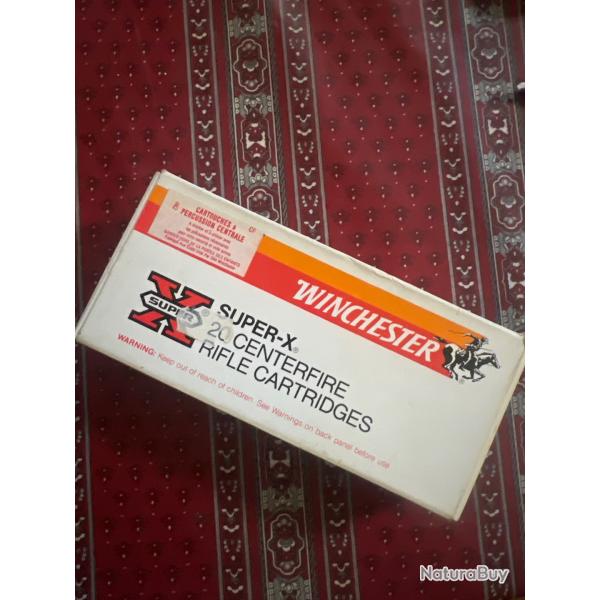 CARTOUCHES à
PERCUSSION CENTRALE
CF
WINCHESTER
X
SUPER
SUPER-X®
20 CENTERFIRE
RIFLE CARTRIDGES
WARNING: Keep out of reach of children. See Warnings on back panel before use
NaturaBuy